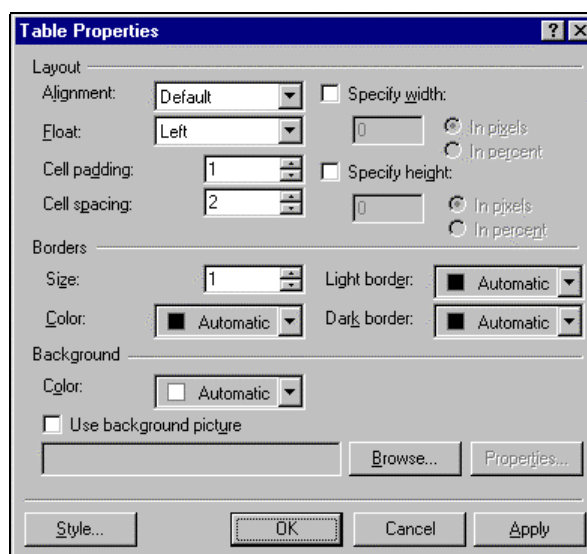 Table Properties
Layout
Alignment: Default Specify width:
Float: Left 0 In pixels
In percent
Cell padding: 1 Specify height:
Cell spacing: 2 0 In pixels
In percent
Borders
Size: 1 Light border: Automatic
Color: Automatic Dark border: Automatic
Background
Color: Automatic
Use background picture
Browse... Properties...
Style... OK Cancel Apply